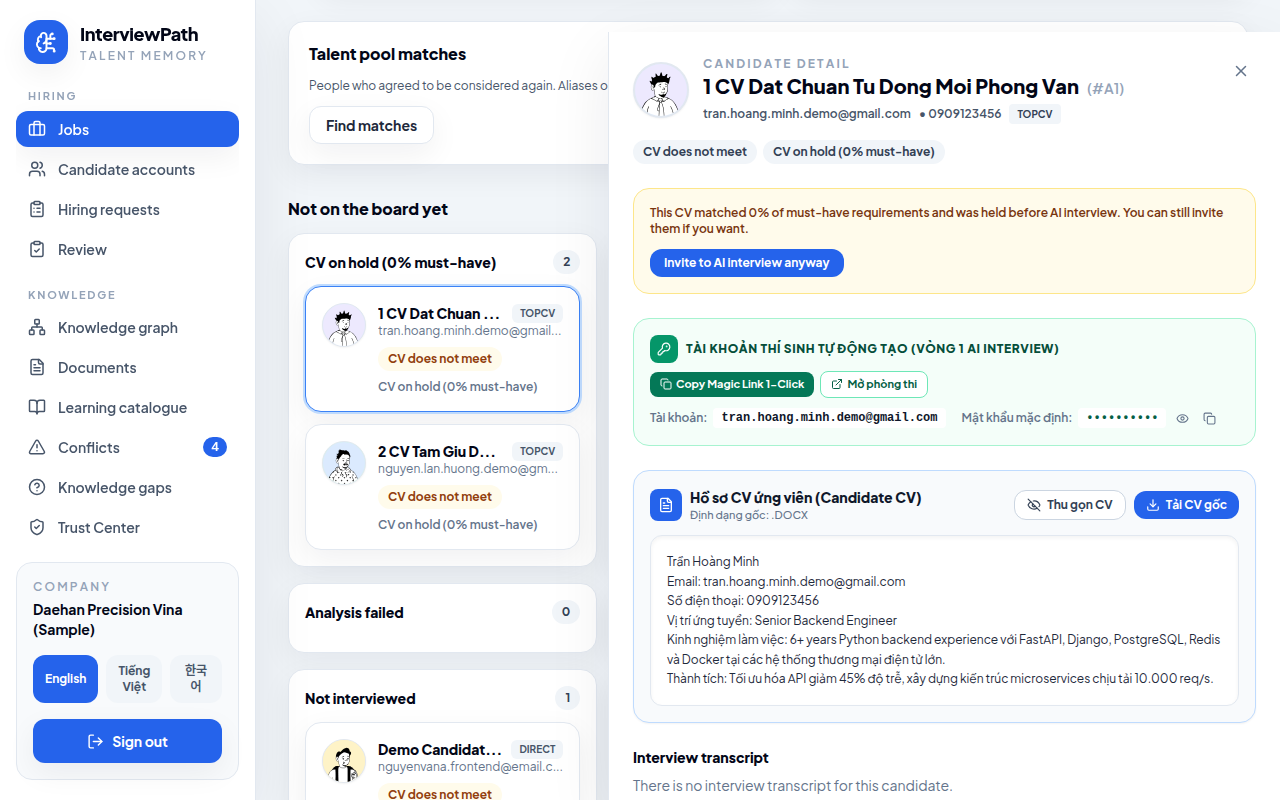 InterviewPath
TALENT MEMORY
HIRING
Jobs
Candidate accounts
Hiring requests
Review
KNOWLEDGE
Knowledge graph
Documents
Learning catalogue
Conflicts
4
Knowledge gaps
Trust Center
COMPANY
Daehan Precision Vina
(Sample)
English
Tiếng
Việt
한국
어
Sign out
Talent pool matches
People who agreed to be considered again. Aliases o
Find matches
Not on the board yet
CV on hold (0% must-have)
2
1 CV Dat Chuan ...
TOPCV
tran.hoang.minh.demo@gmail...
CV does not meet
CV on hold (0% must-have)
2 CV Tam Giu D...
TOPCV
nguyen.lan.huong.demo@gm...
CV does not meet
CV on hold (0% must-have)
Analysis failed
0
Not interviewed
1
Demo Candidat...
DIRECT
nguyenvana.frontend@email.c...
CV does not meet
CANDIDATE DETAIL
1 CV Dat Chuan Tu Dong Moi Phong Van (#A1)
tran.hoang.minh.demo@gmail.com • 0909123456 TOPCV
CV does not meet
CV on hold (0% must-have)
This CV matched 0% of must-have requirements and was held before AI interview. You can still invite
them if you want.
Invite to AI interview anyway
TÀI KHOẢN THÍ SINH TỰ ĐỘNG TẠO (VÒNG 1 AI INTERVIEW)
Copy Magic Link 1-Click
Mở phòng thi
Tài khoản: tran.hoang.minh.demo@gmail.com Mật khẩu mặc định: ••••••••••
Hồ sơ CV ứng viên (Candidate CV)
Định dạng gốc: .DOCX
Thu gọn CV
Tải CV gốc
Trần Hoàng Minh
Email: tran.hoang.minh.demo@gmail.com
Số điện thoại: 0909123456
Vị trí ứng tuyển: Senior Backend Engineer
Kinh nghiệm làm việc: 6+ years Python backend experience với FastAPI, Django, PostgreSQL, Redis
và Docker tại các hệ thống thương mại điện tử lớn.
Thành tích: Tối ưu hóa API giảm 45% độ trễ, xây dựng kiến trúc microservices chịu tải 10.000 req/s.
Interview transcript
There is no interview transcript for this candidate.